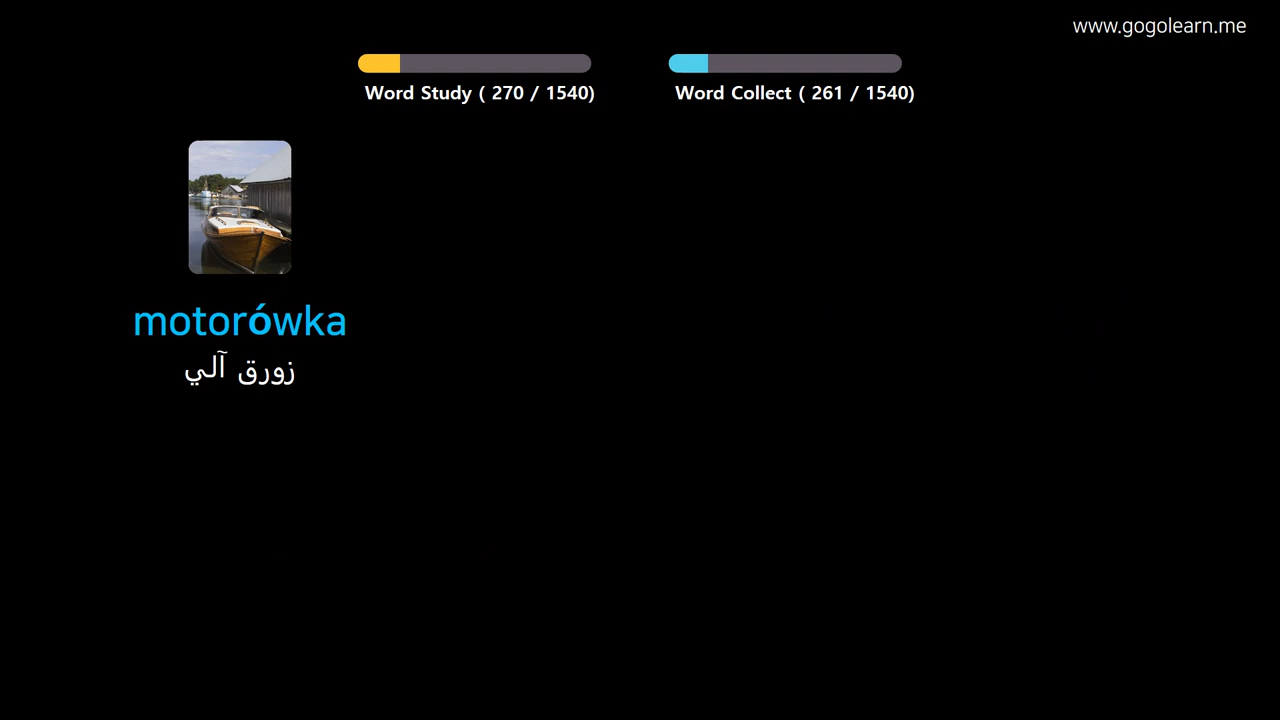 www.gogolearn.me
Word Study ( 270 / 1540)
Word Collect ( 261 / 1540)
motorówka
زورق آلي